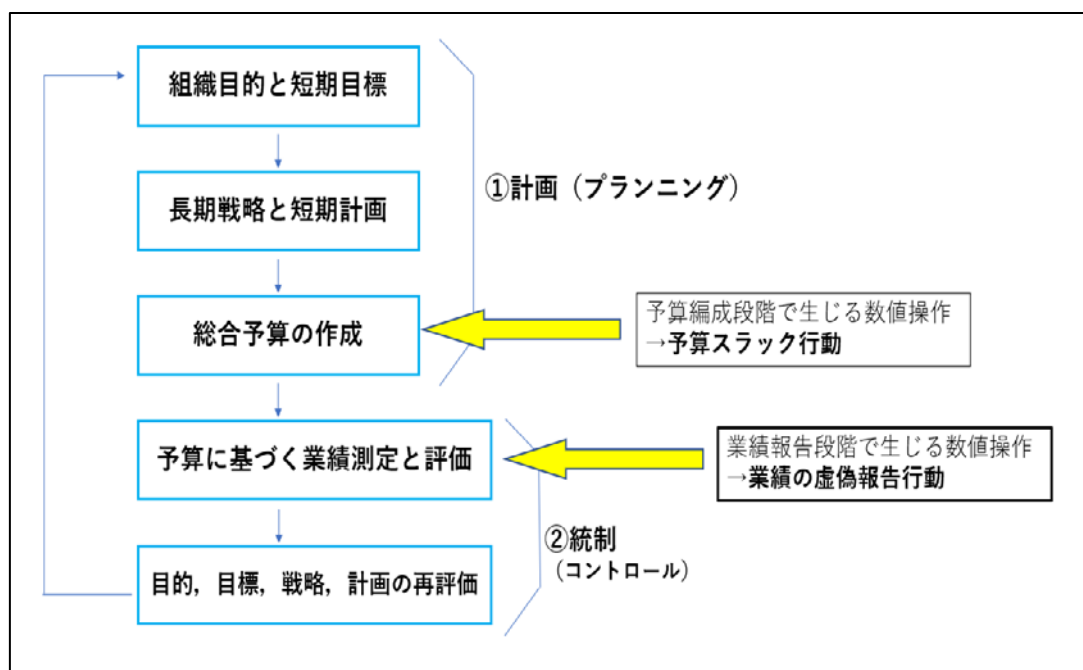 組織目的と短期目標
長期戦略と短期計画
①計画（プランニング）
総合予算の作成
予算編成段階で生じる数値操作
→予算スラック行動
予算に基づく業績測定と評価
業績報告段階で生じる数値操作
→業績の虚偽報告行動
②統制
（コントロール）
目的，目標，戦略，計画の再評価